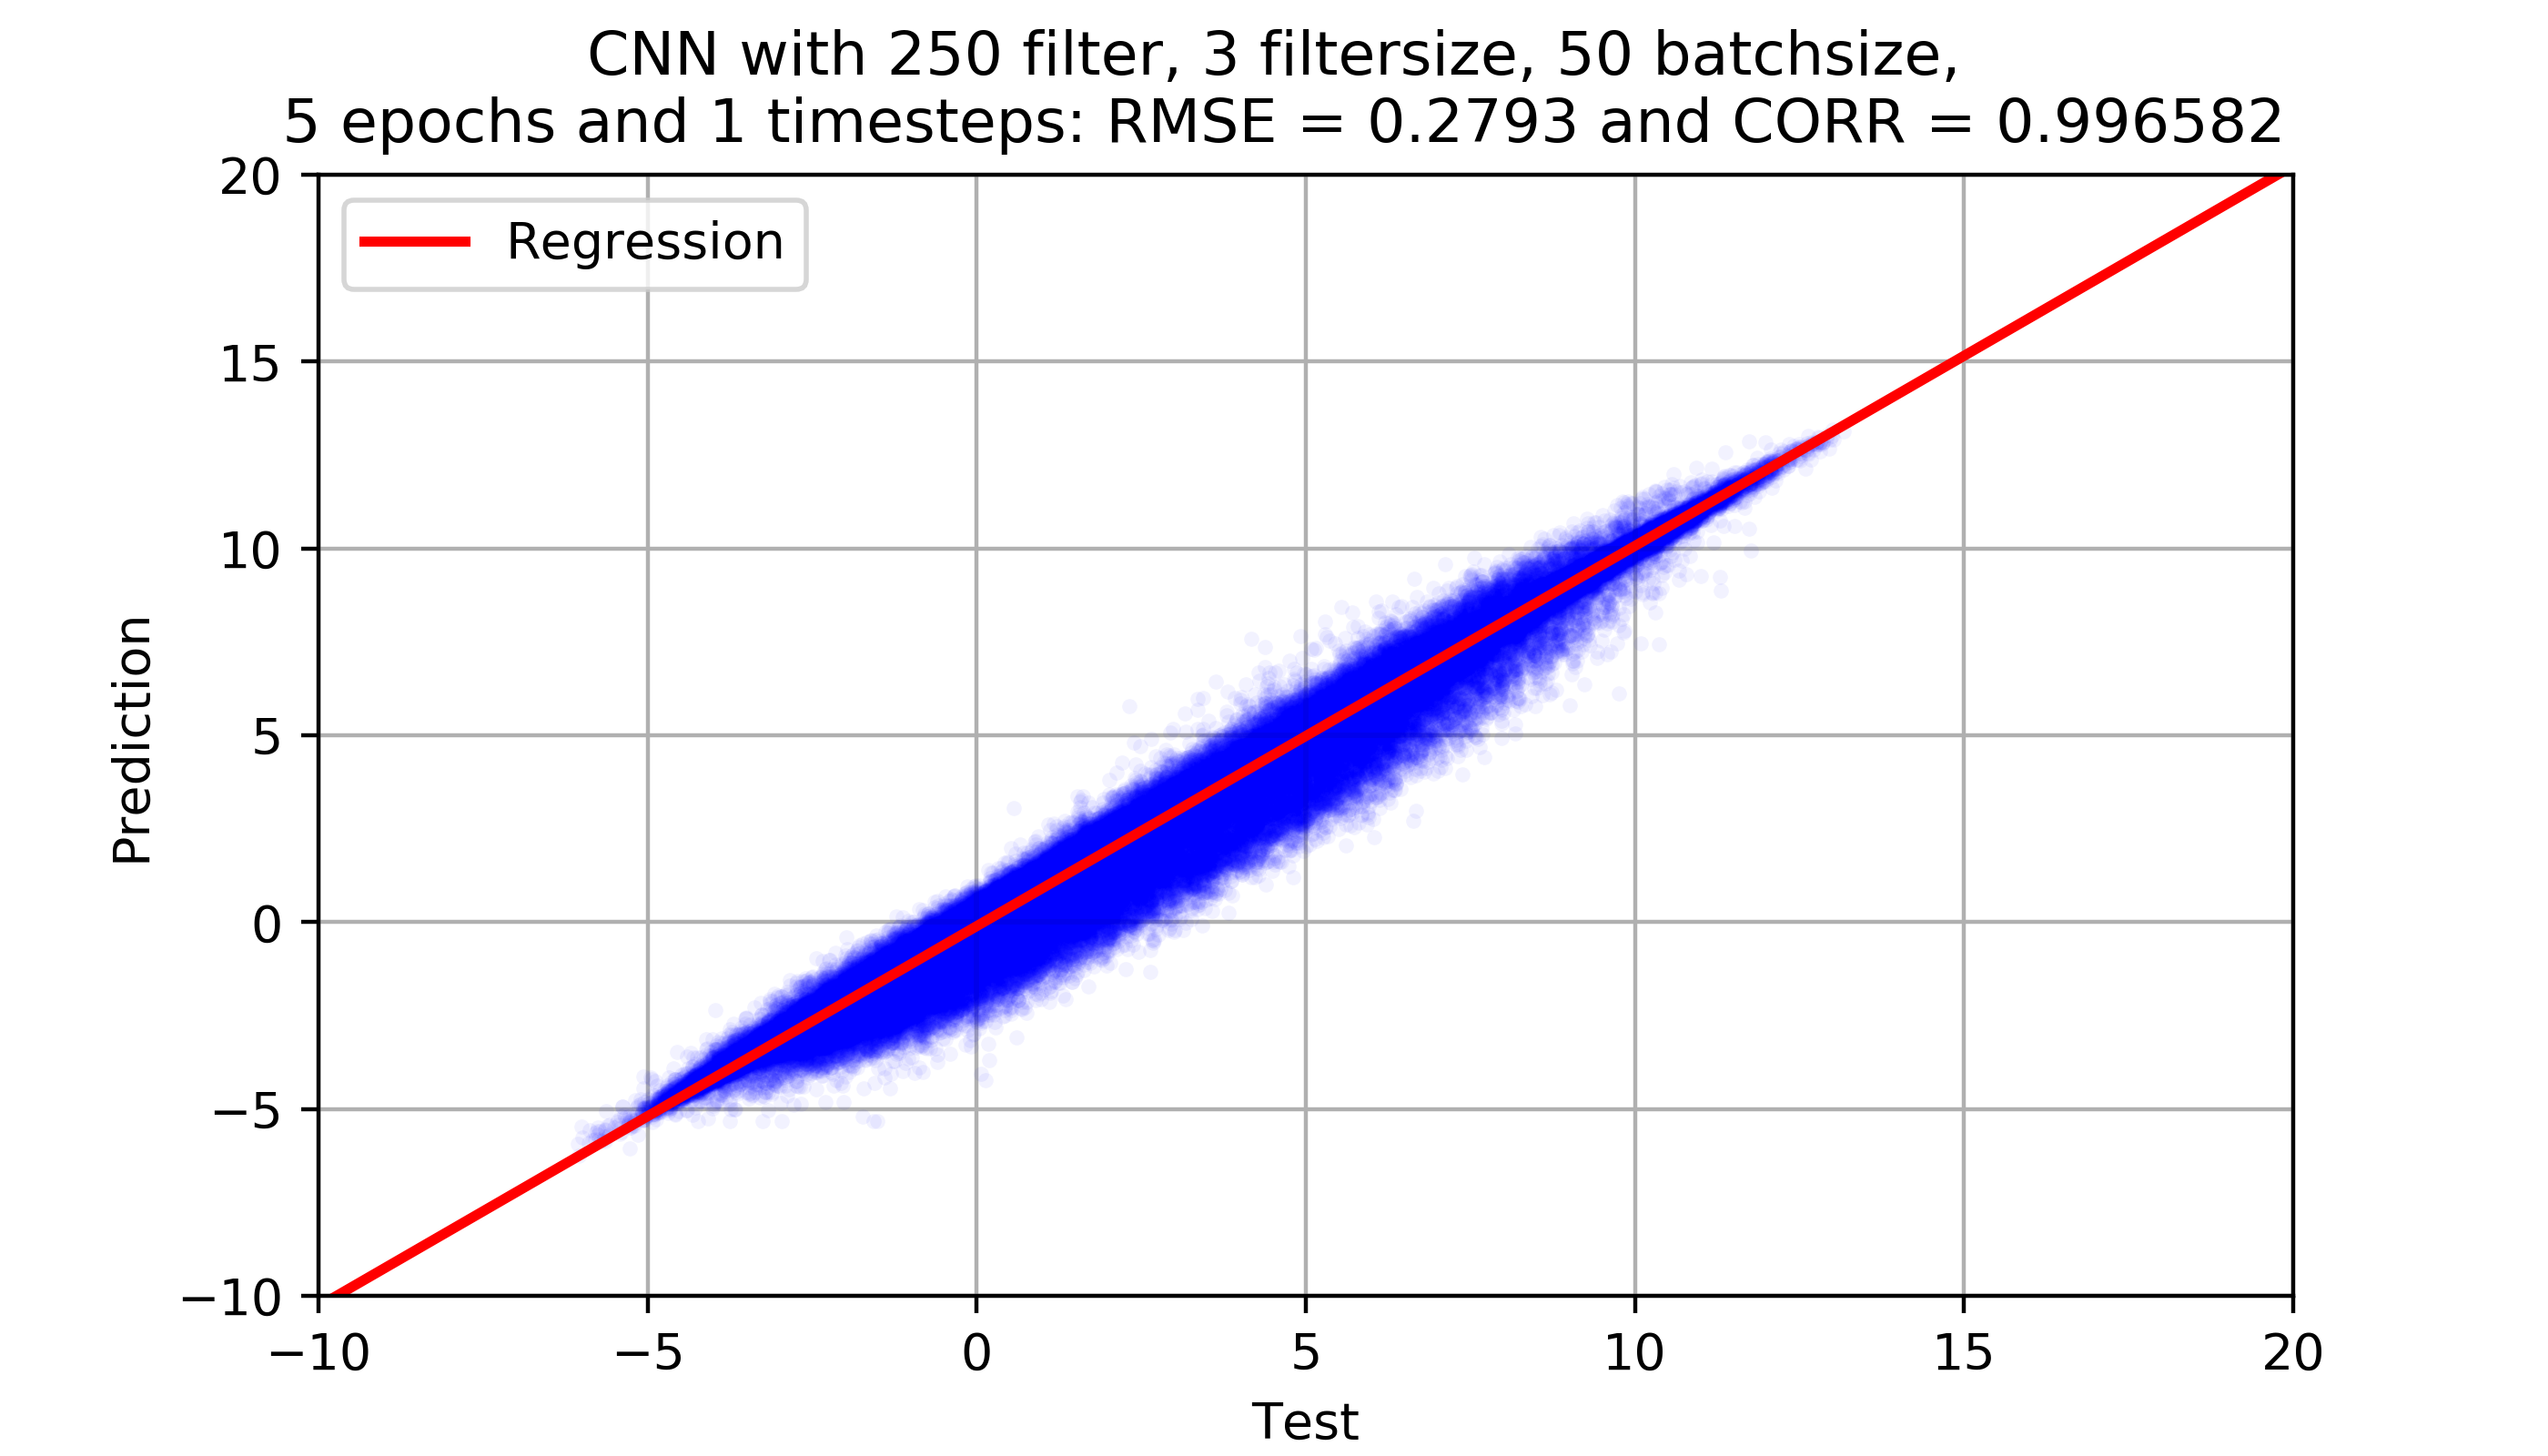 CNN with 250 filter, 3 filtersize, 50 batchsize,
5 epochs and 1 timesteps: RMSE = 0.2793 and CORR = 0.996582
Regression
20
15
10
5
0
−5
−10
Prediction
−10 −5 0 5 10 15 20
Test